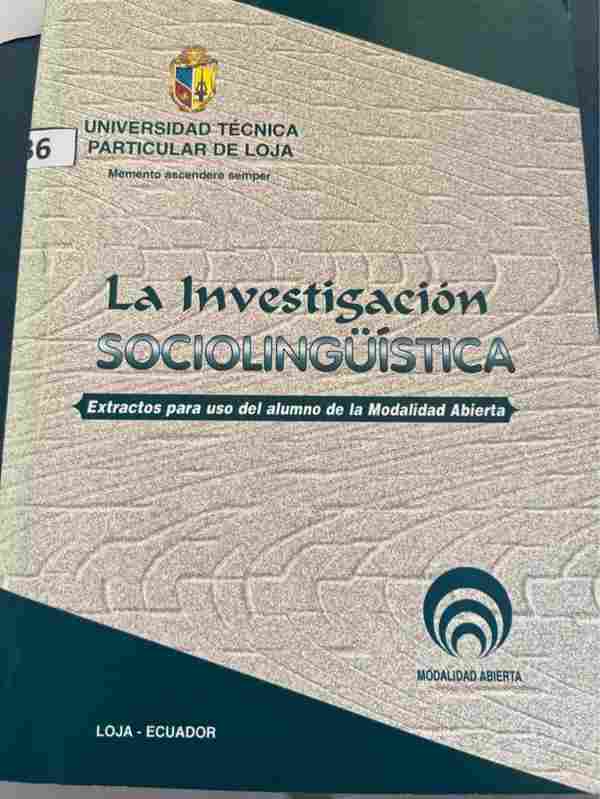 UNIVERSIDAD TÉCNICA
PARTICULAR DE LOJA
Memento ascendere semper
36
La Investigación
SOCIOLINGÜÍSTICA
Extractos para uso del alumno de la Modalidad Abierta
MODALIDAD ABIERTA
LOJA - ECUADOR